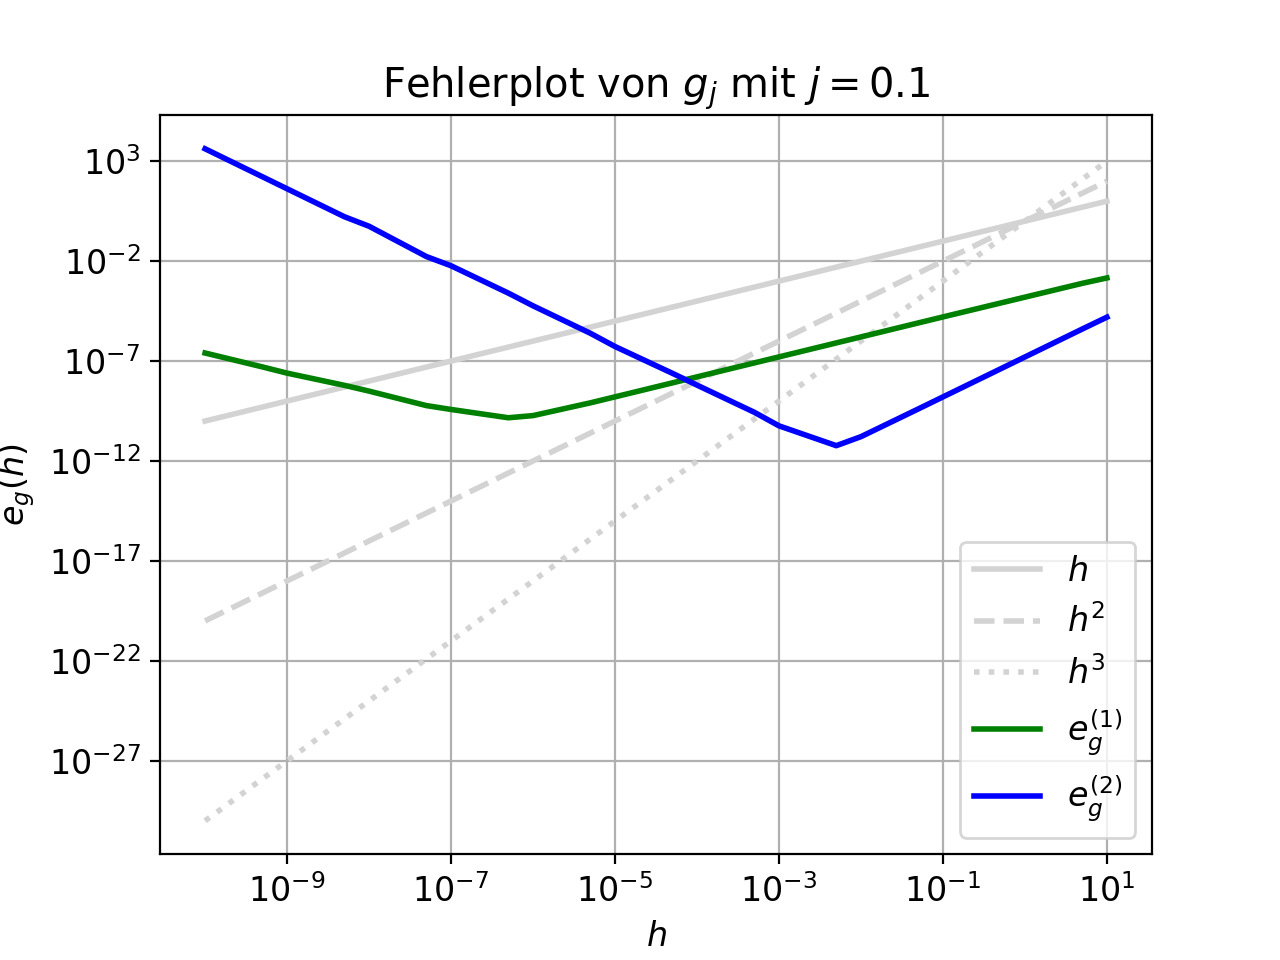 Fehlerplot von $g_j$ mit $j = 0.1$
$e_g(h)$
$10^3$
$10^{-2}$
$10^{-7}$
$10^{-12}$
$10^{-17}$
$10^{-22}$
$10^{-27}$
$h$
$h^2$
$h^3$
$e_g^{(1)}$
$e_g^{(2)}$
$10^{-9}$ $10^{-7}$ $10^{-5}$ $10^{-3}$ $10^{-1}$ $10^1$
$h$